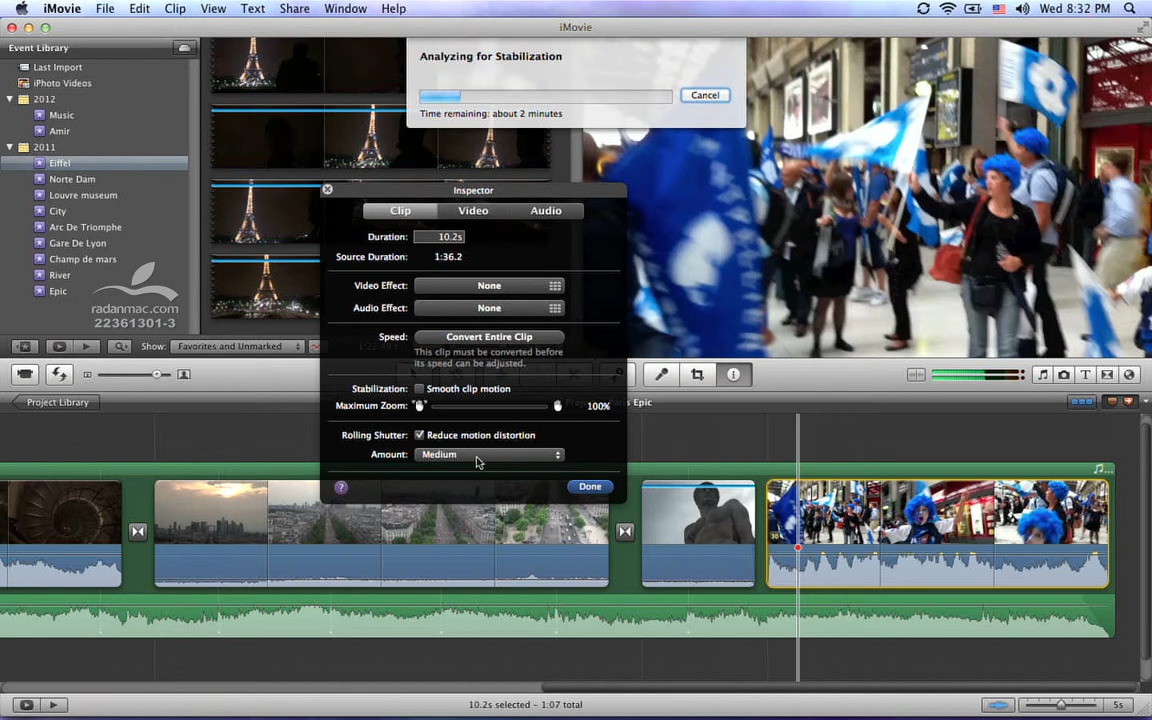 iMovie File Edit Clip View Text Share Window Help Wed 8:32 PM
iMovie
Event Library
Last Import
iPhoto Videos
2012
Music
Amir
2011
Eiffel
Norte Dam
Louvre museum
City
Arc De Triomphe
Gare De Lyon
Champ de mars
River
Epic
radanmac.com
22361301-3
Analyzing for Stabilization
Cancel
Time remaining: about 2 minutes
Inspector
Clip Video Audio
Duration: 10.2s
Source Duration: 1:36.2
Video Effect: None
Audio Effect: None
Speed: Convert Entire Clip
This clip must be converted before
its speed can be adjusted.
Stabilization: Smooth clip motion
Maximum Zoom: 100%
Rolling Shutter: Reduce motion distortion
Amount: Medium
? Done
Show: Favorites and Unmarked
Project Library
ris Epic
10.2s selected – 1:07 total
5s